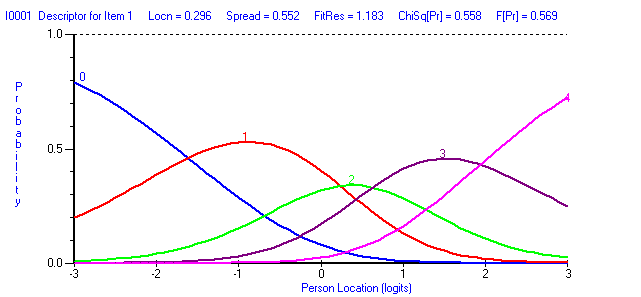 I0001 Descriptor for Item 1 Locn = 0.296 Spread = 0.552 FitRes = 1.183 ChiSq[Pr] = 0.558 F[Pr] = 0.569
1.0
0
Probability
4
1
0.5
3
2
0.0
-3 -2 -1 0 1 2 3
Person Location (logits)